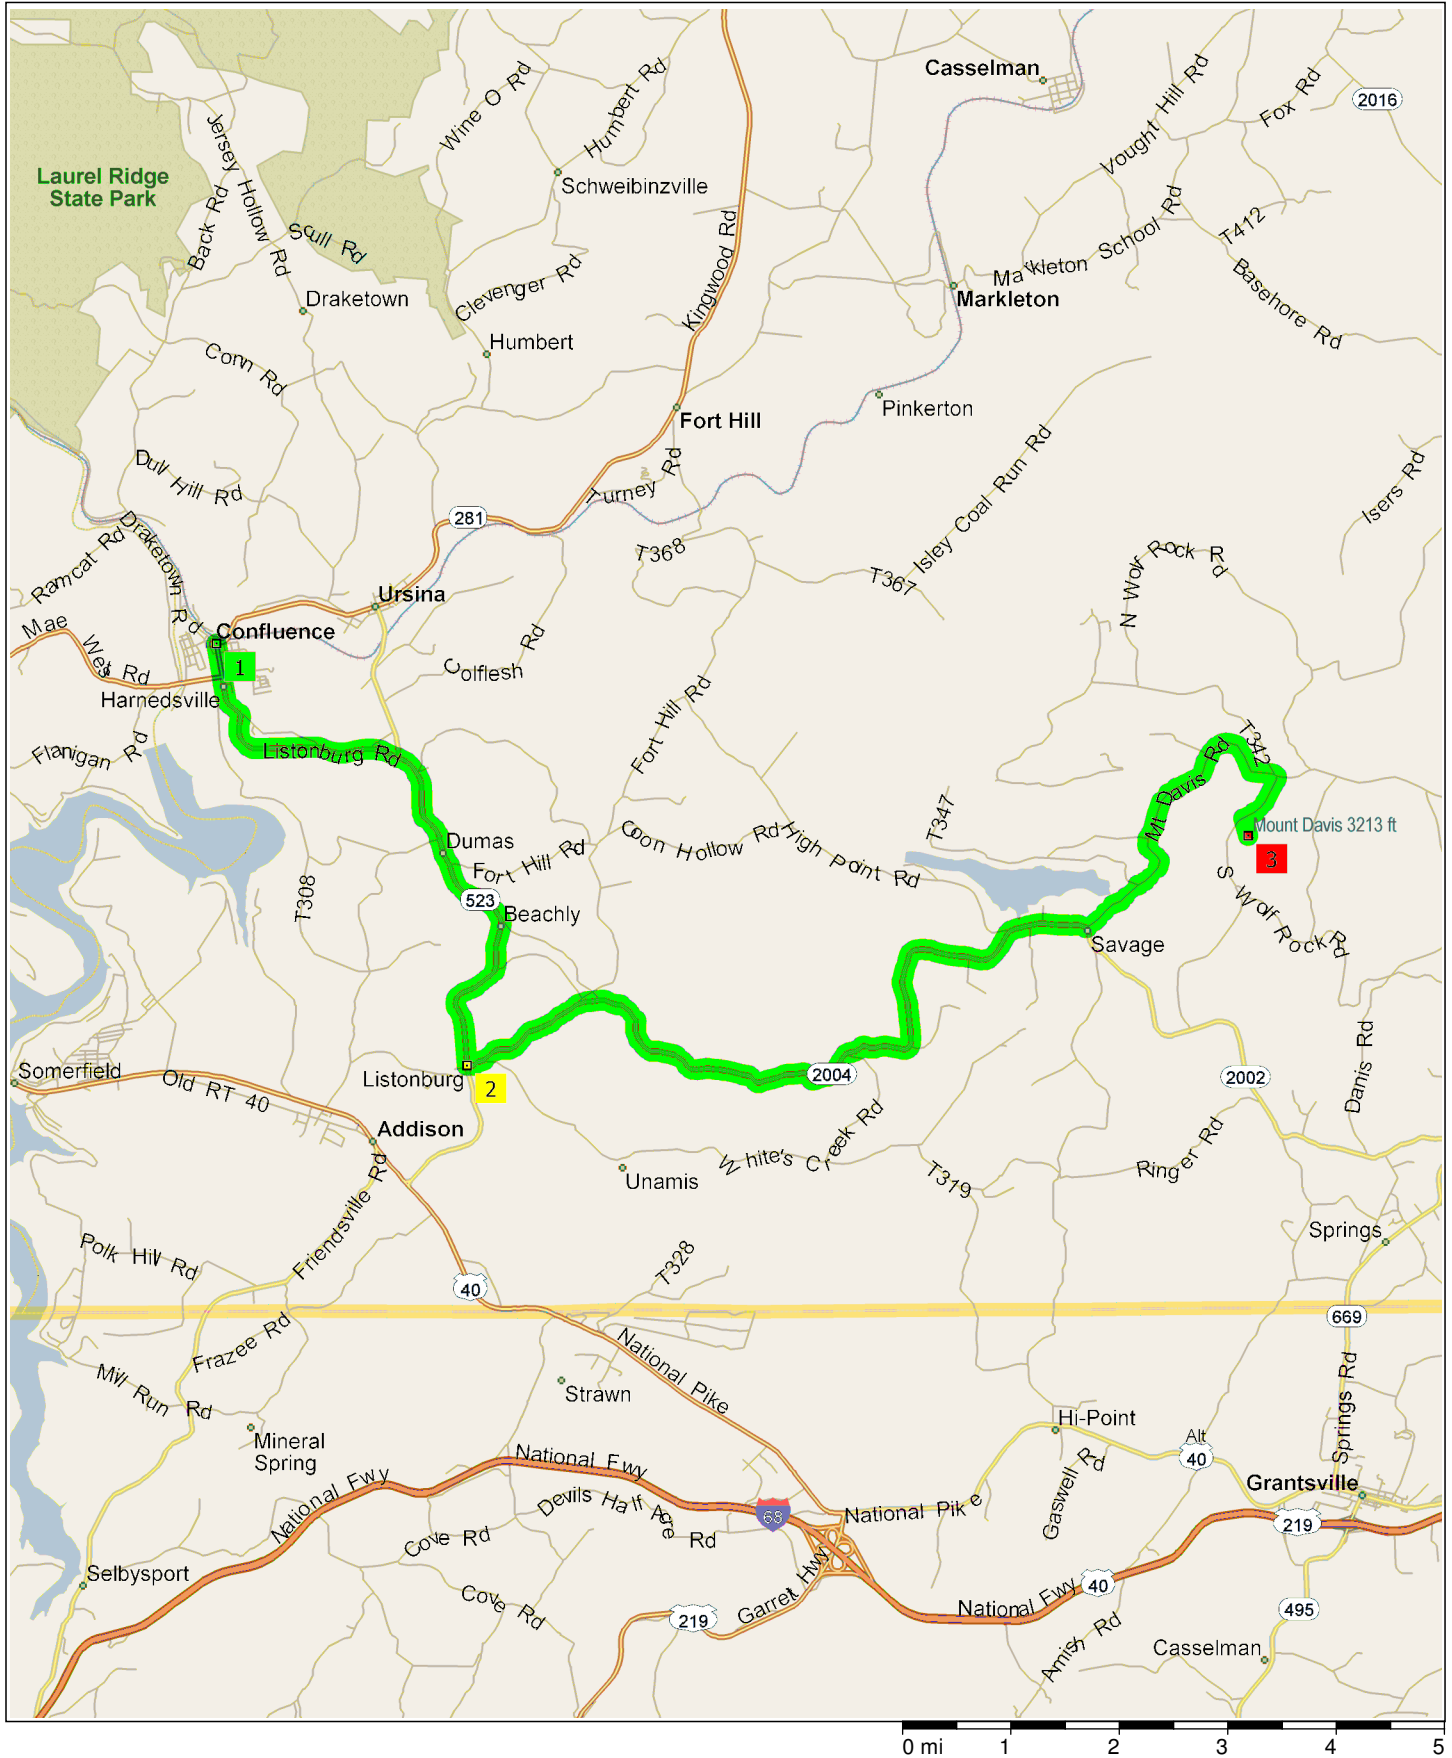 Casselman
Vought Hill Rd
Fox Rd
2016
Wine O Rd
Humbert Rd
Jersey Hollow Rd
Laurel Ridge
State Park
Schweibinzville
Back Rd
Scull Rd
Kingwood Rd
T412
Markleton School Rd
Basehore Rd
Clevenger Rd
Draketown
Markleton
Humbert
Conn Rd
Pinkerton
Fort Hill
Dull Hill Rd
Turney Rd
Isley Coal Run Rd
Isers Rd
281
Draketown Rd
T368
N Wolf Rock Rd
Ramcat Rd
T367
Ursina
Mae West Rd
Confluence
1
Colflesh Rd
Harnedsville
Fort Hill Rd
Flanigan Rd
Listonburg Rd
T342
Mt Davis Rd
T347
Mount Davis 3213 ft
3
Dumas
Coon Hollow Rd
High Point Rd
Fort Hill Rd
T308
523
Beachly
S Wolf Rock Rd
Savage
Somerfield
Old RT 40
Listonburg
2
2004
2002
Danis Rd
Addison
White's Creek Rd
Ringer Rd
Unamis
T319
Friendsville Rd
Springs
Polk Hill Rd
T328
40
669
Frazee Rd
National Pike
Mill Run Rd
Strawn
Springs Rd
Hi-Point
Mineral
Spring
Alt
40
National Fwy
National Fwy
Gaswell Rd
Grantsville
Devils Half Acre Rd
68
National Pike
219
Cove Rd
Selbysport
Garret Hwy
40
Cove Rd
National Fwy
219
495
Amish Rd
Casselman
0 mi 1 2 3 4 5